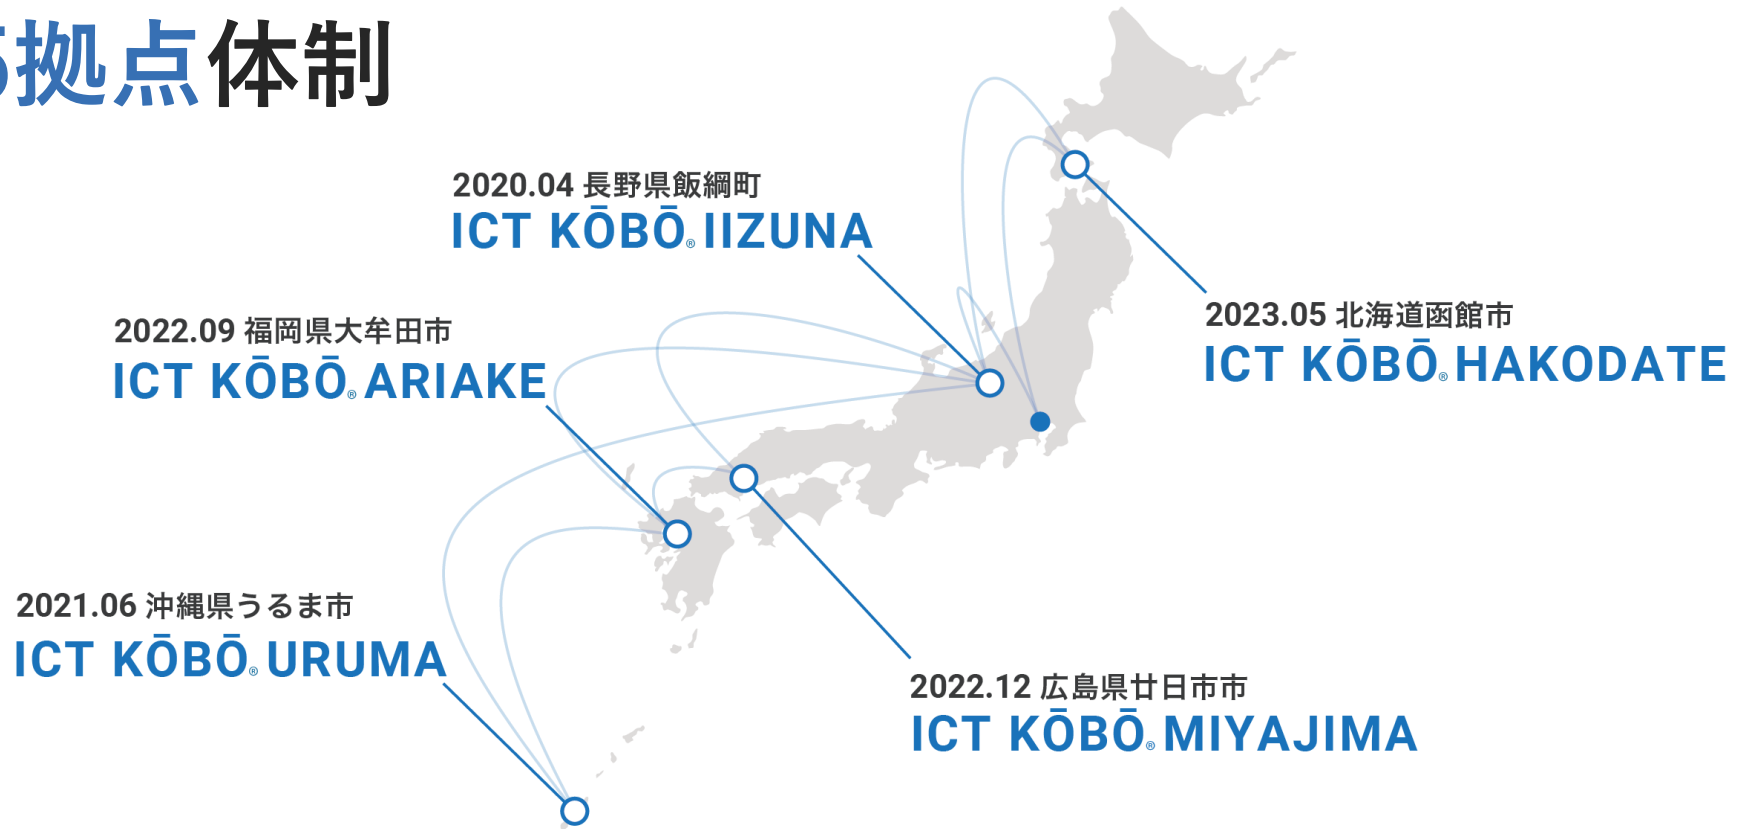 5拠点体制
2020.04 長野県飯綱町
ICT KŌBŌ® IIZUNA
2022.09 福岡県大牟田市
ICT KŌBŌ® ARIAKE
2023.05 北海道函館市
ICT KŌBŌ® HAKODATE
2021.06 沖縄県うるま市
ICT KŌBŌ® URUMA
2022.12 広島県廿日市市
ICT KŌBŌ® MIYAJIMA